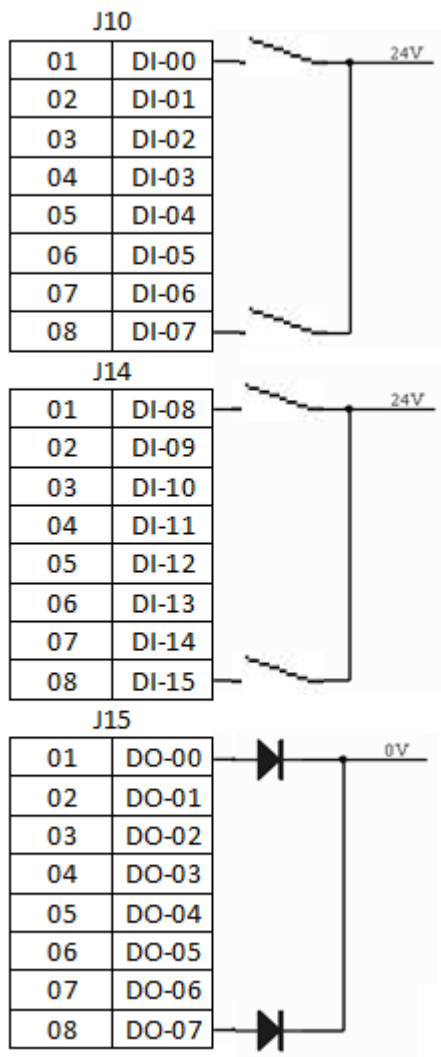 J10
01 DI-00 24V
02 DI-01
03 DI-02
04 DI-03
05 DI-04
06 DI-05
07 DI-06
08 DI-07
J14
01 DI-08 24V
02 DI-09
03 DI-10
04 DI-11
05 DI-12
06 DI-13
07 DI-14
08 DI-15
J15
01 DO-00 0V
02 DO-01
03 DO-02
04 DO-03
05 DO-04
06 DO-05
07 DO-06
08 DO-07